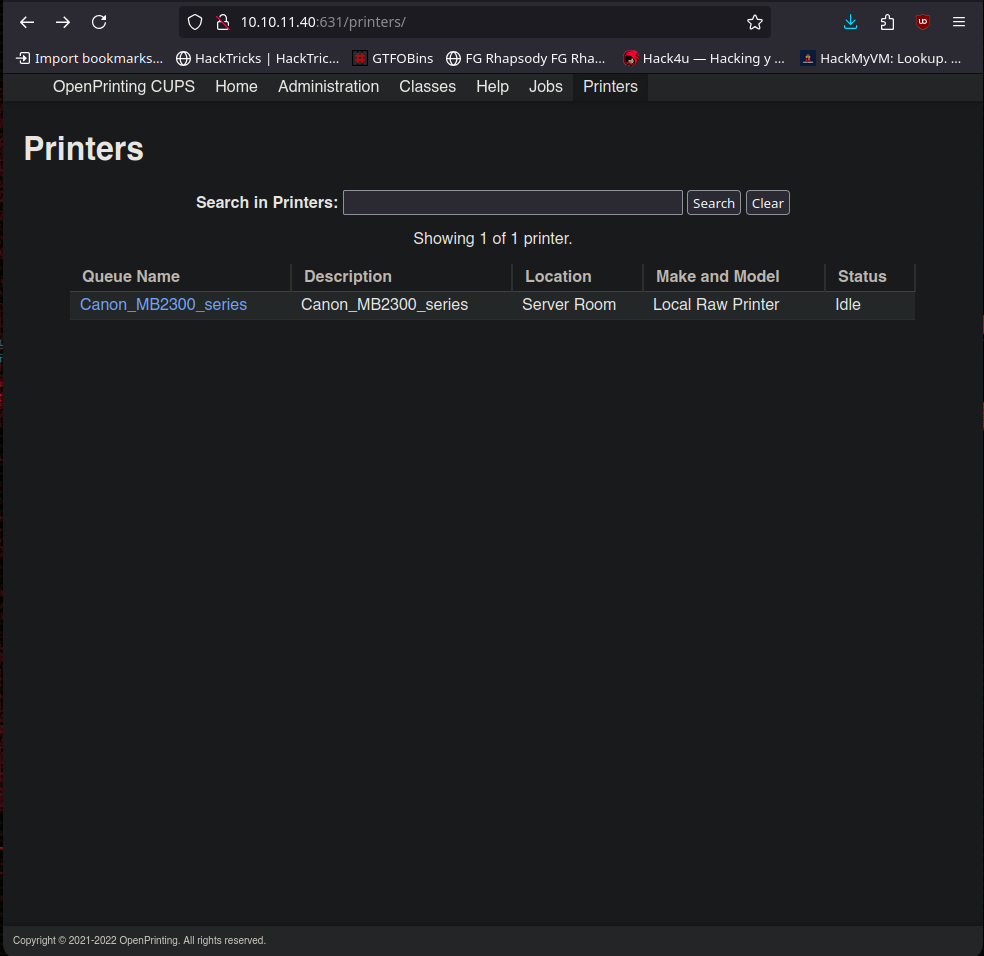 10.10.11.40:631/printers/
Import bookmarks... HackTricks | HackTric... GTFOBins FG Rhapsody FG Rha... Hack4u — Hacking y ... HackMyVM: Lookup. ...
OpenPrinting CUPS Home Administration Classes Help Jobs Printers
Printers
Search in Printers: Search Clear
Showing 1 of 1 printer.
Queue Name Description Location Make and Model Status
Canon_MB2300_series Canon_MB2300_series Server Room Local Raw Printer Idle
Copyright © 2021-2022 OpenPrinting. All rights reserved.